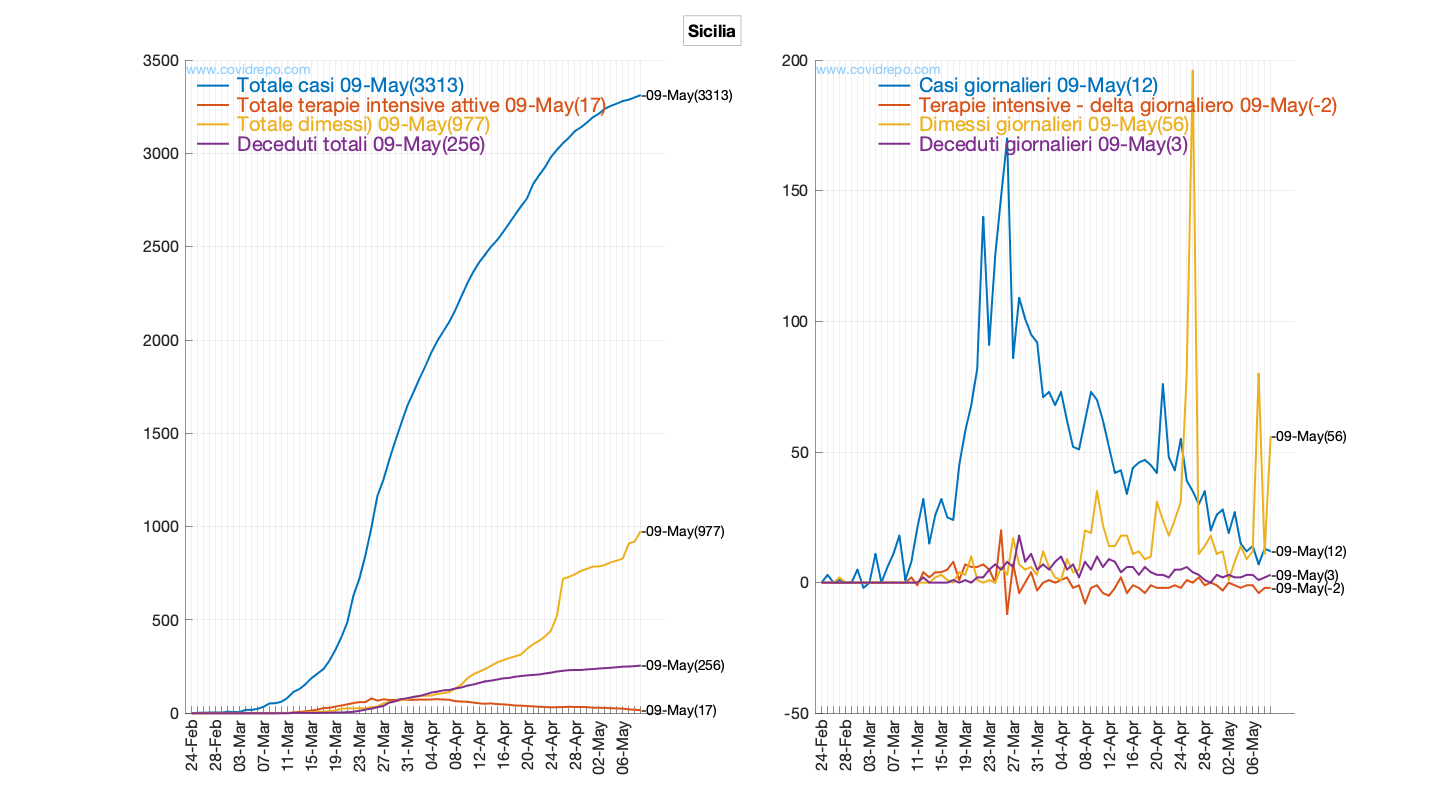 Sicilia
www.covidrepo.com
Totale casi 09-May(3313)
Totale terapie intensive attive 09-May(17)
Totale dimessi) 09-May(977)
Deceduti totali 09-May(256)
3500
3000
2500
2000
1500
1000
500
0
-09-May(3313)
-09-May(977)
-09-May(256)
-09-May(17)
24-Feb
28-Feb
03-Mar
07-Mar
11-Mar
15-Mar
19-Mar
23-Mar
27-Mar
31-Mar
04-Apr
08-Apr
12-Apr
16-Apr
20-Apr
24-Apr
28-Apr
02-May
06-May
www.covidrepo.com
Casi giornalieri 09-May(12)
Terapie intensive - delta giornaliero 09-May(-2)
Dimessi giornalieri 09-May(56)
Deceduti giornalieri 09-May(3)
200
150
100
50
0
-50
-09-May(56)
-09-May(12)
-09-May(3)
-09-May(-2)
24-Feb
28-Feb
03-Mar
07-Mar
11-Mar
15-Mar
19-Mar
23-Mar
27-Mar
31-Mar
04-Apr
08-Apr
12-Apr
16-Apr
20-Apr
24-Apr
28-Apr
02-May
06-May